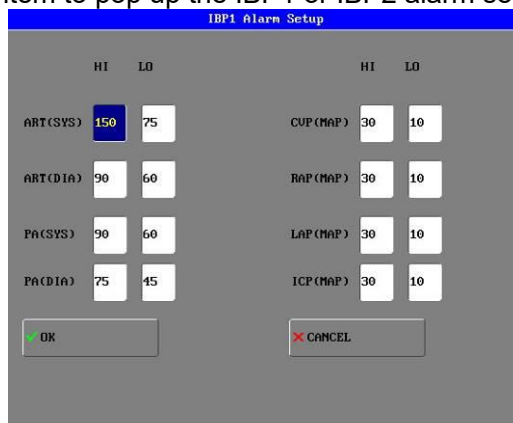 item to pop up the IBP1 or IBP2 alarm se
IBP1 Alarm Setup
HI LO HI LO
ART(SYS) 150 75 CVP(MAP) 30 10
ART(DIA) 90 60 RAP(MAP) 30 10
PA(SYS) 90 60 LAP(MAP) 30 10
PA(DIA) 75 45 ICP(MAP) 30 10
OK CANCEL